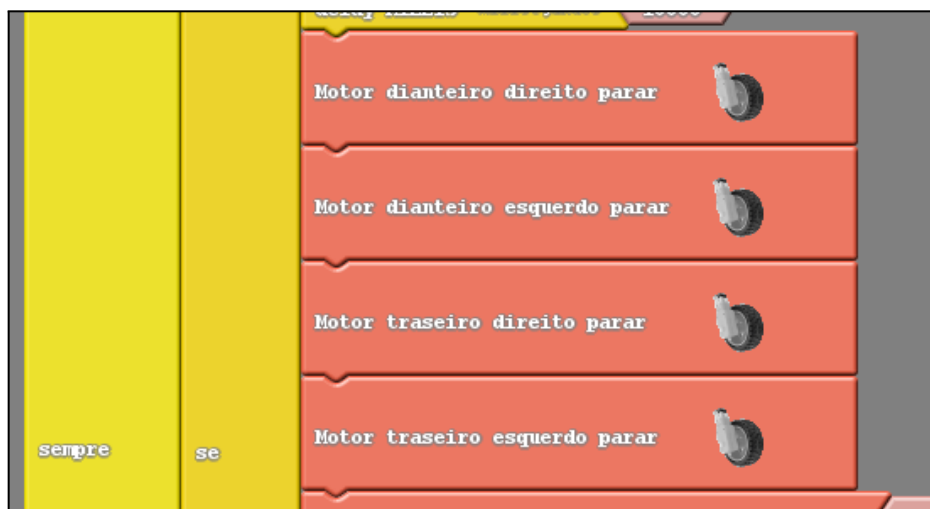 Motor dianteiro direito parar
Motor dianteiro esquerdo parar
Motor traseiro direito parar
Motor traseiro esquerdo parar
sempre
se